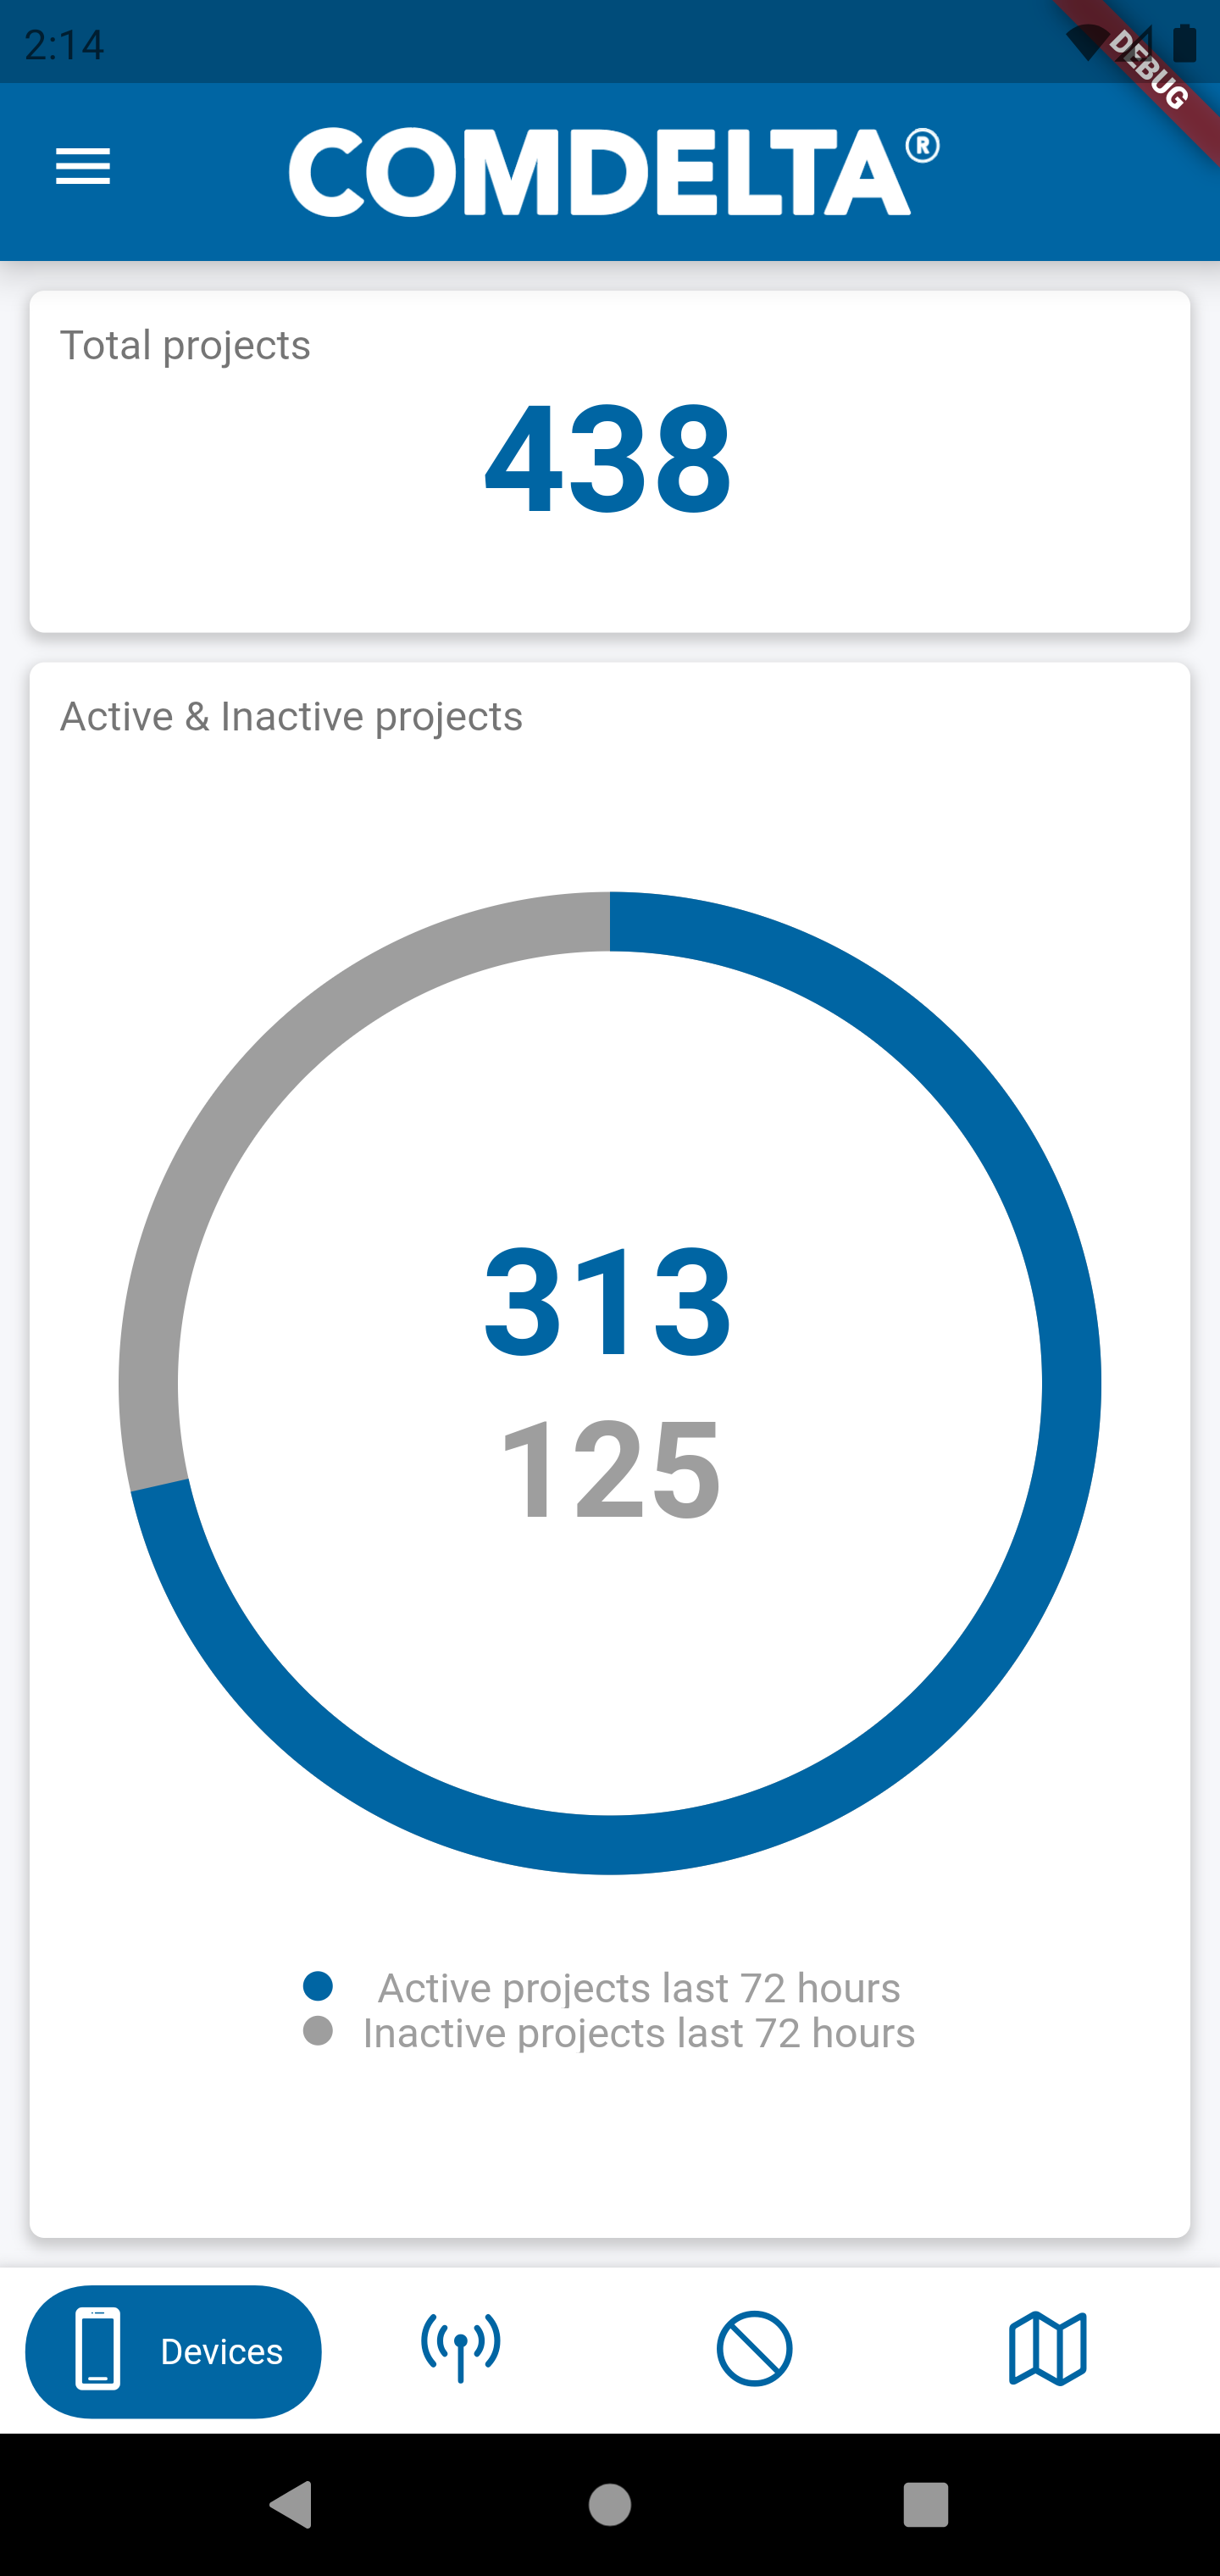 2:14
DEBUG
COMDELTA®
Total projects
438
Active & Inactive projects
313
125
Active projects last 72 hours
Inactive projects last 72 hours
Devices